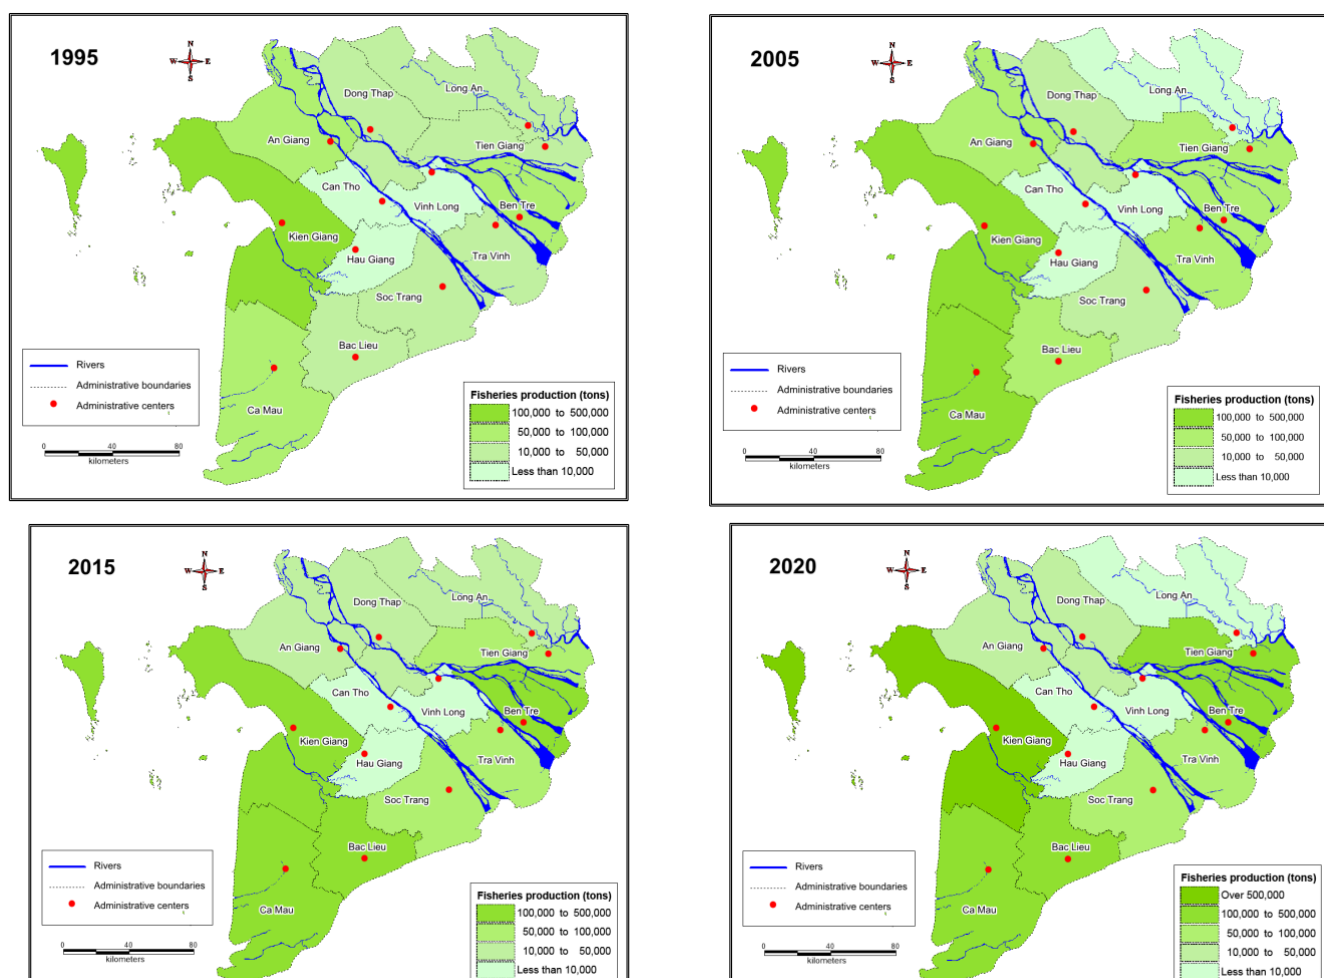 1995
N
W E
S
Dong Thap
Long An
An Giang
Tien Giang
Can Tho
Vinh Long
Ben Tre
Kien Giang
Hau Giang
Tra Vinh
Soc Trang
Bac Lieu
Ca Mau
Rivers
Administrative boundaries
Administrative centers
0 40 80
kilometers
Fisheries production (tons)
100,000 to 500,000
50,000 to 100,000
10,000 to 50,000
Less than 10,000
2005
N
W E
S
Long An
Dong Thap
An Giang
Tien Giang
Can Tho
Vinh Long
Ben Tre
Kien Giang
Hau Giang
Tra Vinh
Soc Trang
Bac Lieu
Ca Mau
Rivers
Administrative boundaries
Administrative centers
0 40 80
kilometers
Fisheries production (tons)
100,000 to 500,000
50,000 to 100,000
10,000 to 50,000
Less than 10,000
2015
N
W E
S
Dong Thap
Long An
An Giang
Tien Giang
Can Tho
Vinh Long
Ben Tre
Kien Giang
Hau Giang
Tra Vinh
Soc Trang
Bac Lieu
Ca Mau
Rivers
Administrative boundaries
Administrative centers
0 40 80
kilometers
Fisheries production (tons)
100,000 to 500,000
50,000 to 100,000
10,000 to 50,000
Less than 10,000
2020
N
W E
S
Long An
Dong Thap
An Giang
Tien Giang
Can Tho
Vinh Long
Ben Tre
Kien Giang
Hau Giang
Tra Vinh
Soc Trang
Bac Lieu
Ca Mau
Rivers
Administrative boundaries
Administrative centers
0 40 80
kilometers
Fisheries production (tons)
Over 500,000
100,000 to 500,000
50,000 to 100,000
10,000 to 50,000
Less than 10,000